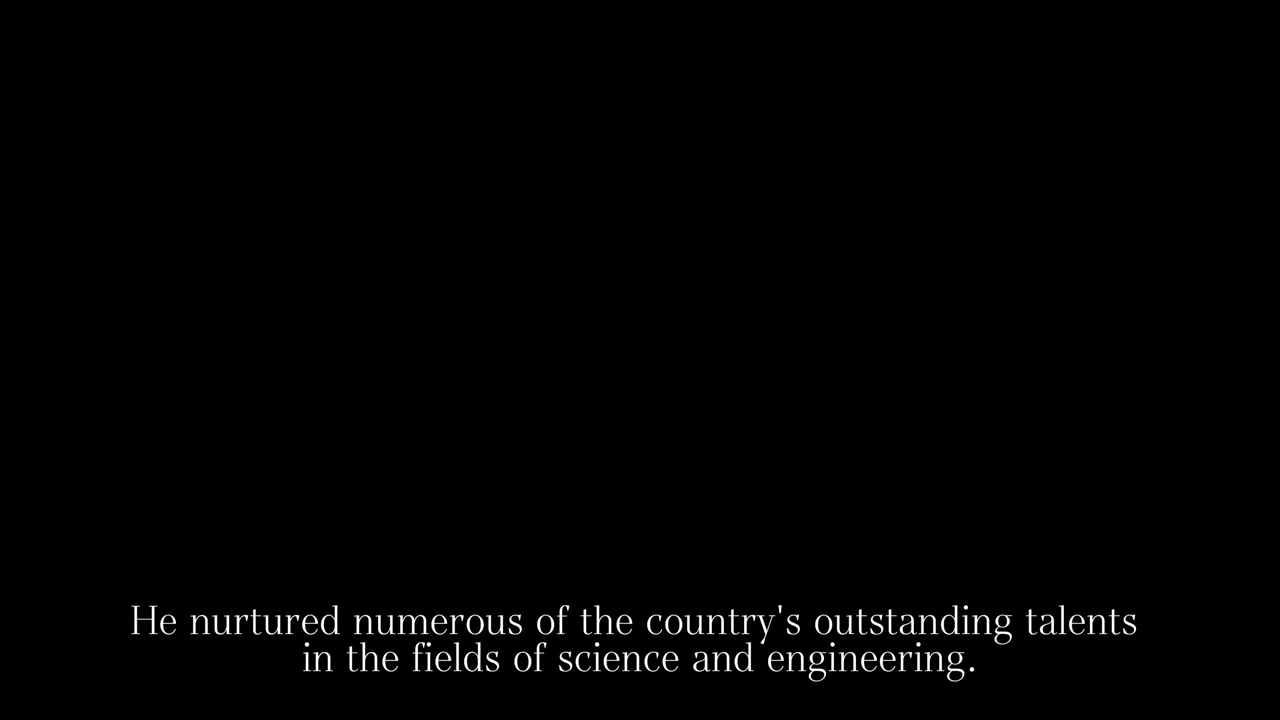 He nurtured numerous of the country's outstanding talents
in the fields of science and engineering.